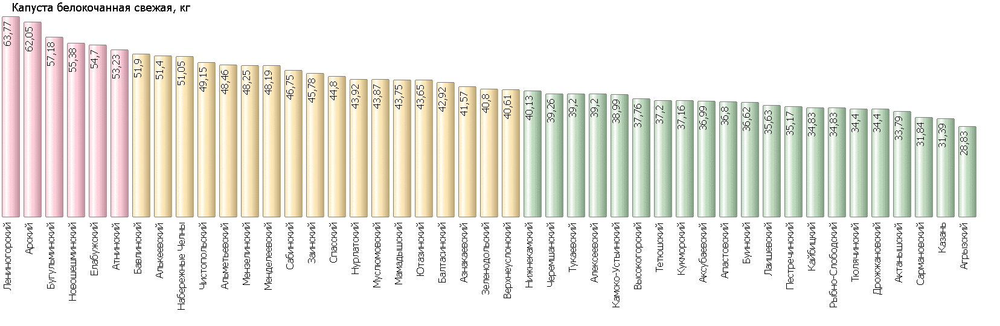 Капуста белокочанная свежая, кг
63,77
62,05
57,18
55,38
54,7
53,23
51,9
51,4
51,05
49,15
48,46
48,25
48,19
46,75
45,78
44,8
43,92
43,87
43,75
43,65
42,92
41,57
40,8
40,61
40,13
39,26
39,2
39,2
38,99
37,76
37,2
37,16
36,99
36,8
36,62
35,63
35,17
34,83
34,83
34,4
34,4
33,79
31,84
31,39
28,83
Лениногорский
Арский
Бугульминский
Новошешминский
Елабужский
Атнинский
Бавлинский
Алькеевский
Набережные Челны
Чистопольский
Альметьевский
Мензелинский
Менделеевский
Сабинский
Заинский
Спасский
Нурлатский
Муслюмовский
Мамадышский
Ютазинский
Балтасинский
Азнакаевский
Зеленодольский
Верхнеуслонский
Нижнекамский
Черемшанский
Тукаевский
Алексеевский
Камско-Устьинский
Высокогорский
Тетюшский
Кукморский
Аксубаевский
Апастовский
Буинский
Лаишевский
Пестречинский
Кайбицкий
Рыбно-Слободский
Тюлячинский
Дрожжановский
Актанышский
Сармановский
Казань
Агрызский